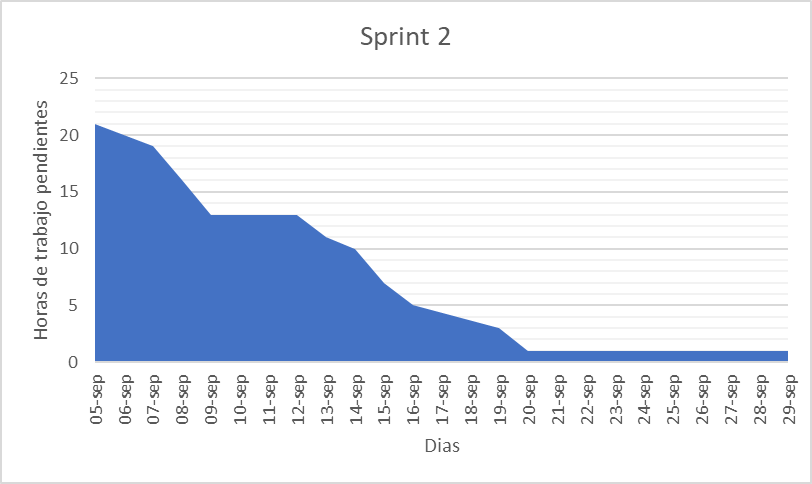 Sprint 2
Horas de trabajo pendientes
25
20
15
10
5
0
05-sep
06-sep
07-sep
08-sep
09-sep
10-sep
11-sep
12-sep
13-sep
14-sep
15-sep
16-sep
17-sep
18-sep
19-sep
20-sep
21-sep
22-sep
23-sep
24-sep
25-sep
26-sep
27-sep
28-sep
29-sep
Dias